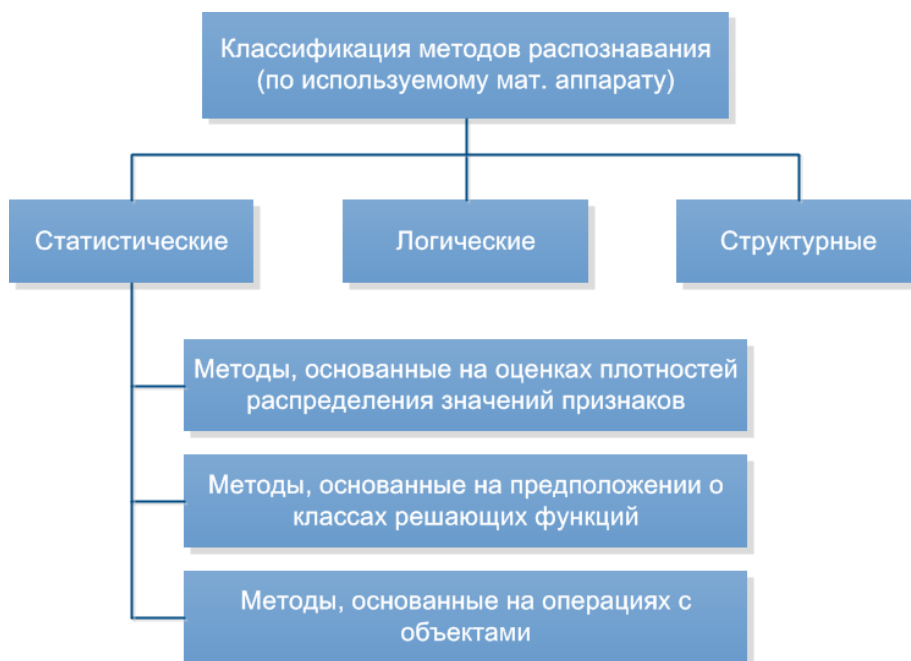 Классификация методов распознавания
(по используемому мат. аппарату)
Статистические
Логические
Структурные
Методы, основанные на оценках плотностей
распределения значений признаков
Методы, основанные на предположении о
классах решающих функций
Методы, основанные на операциях с
объектами